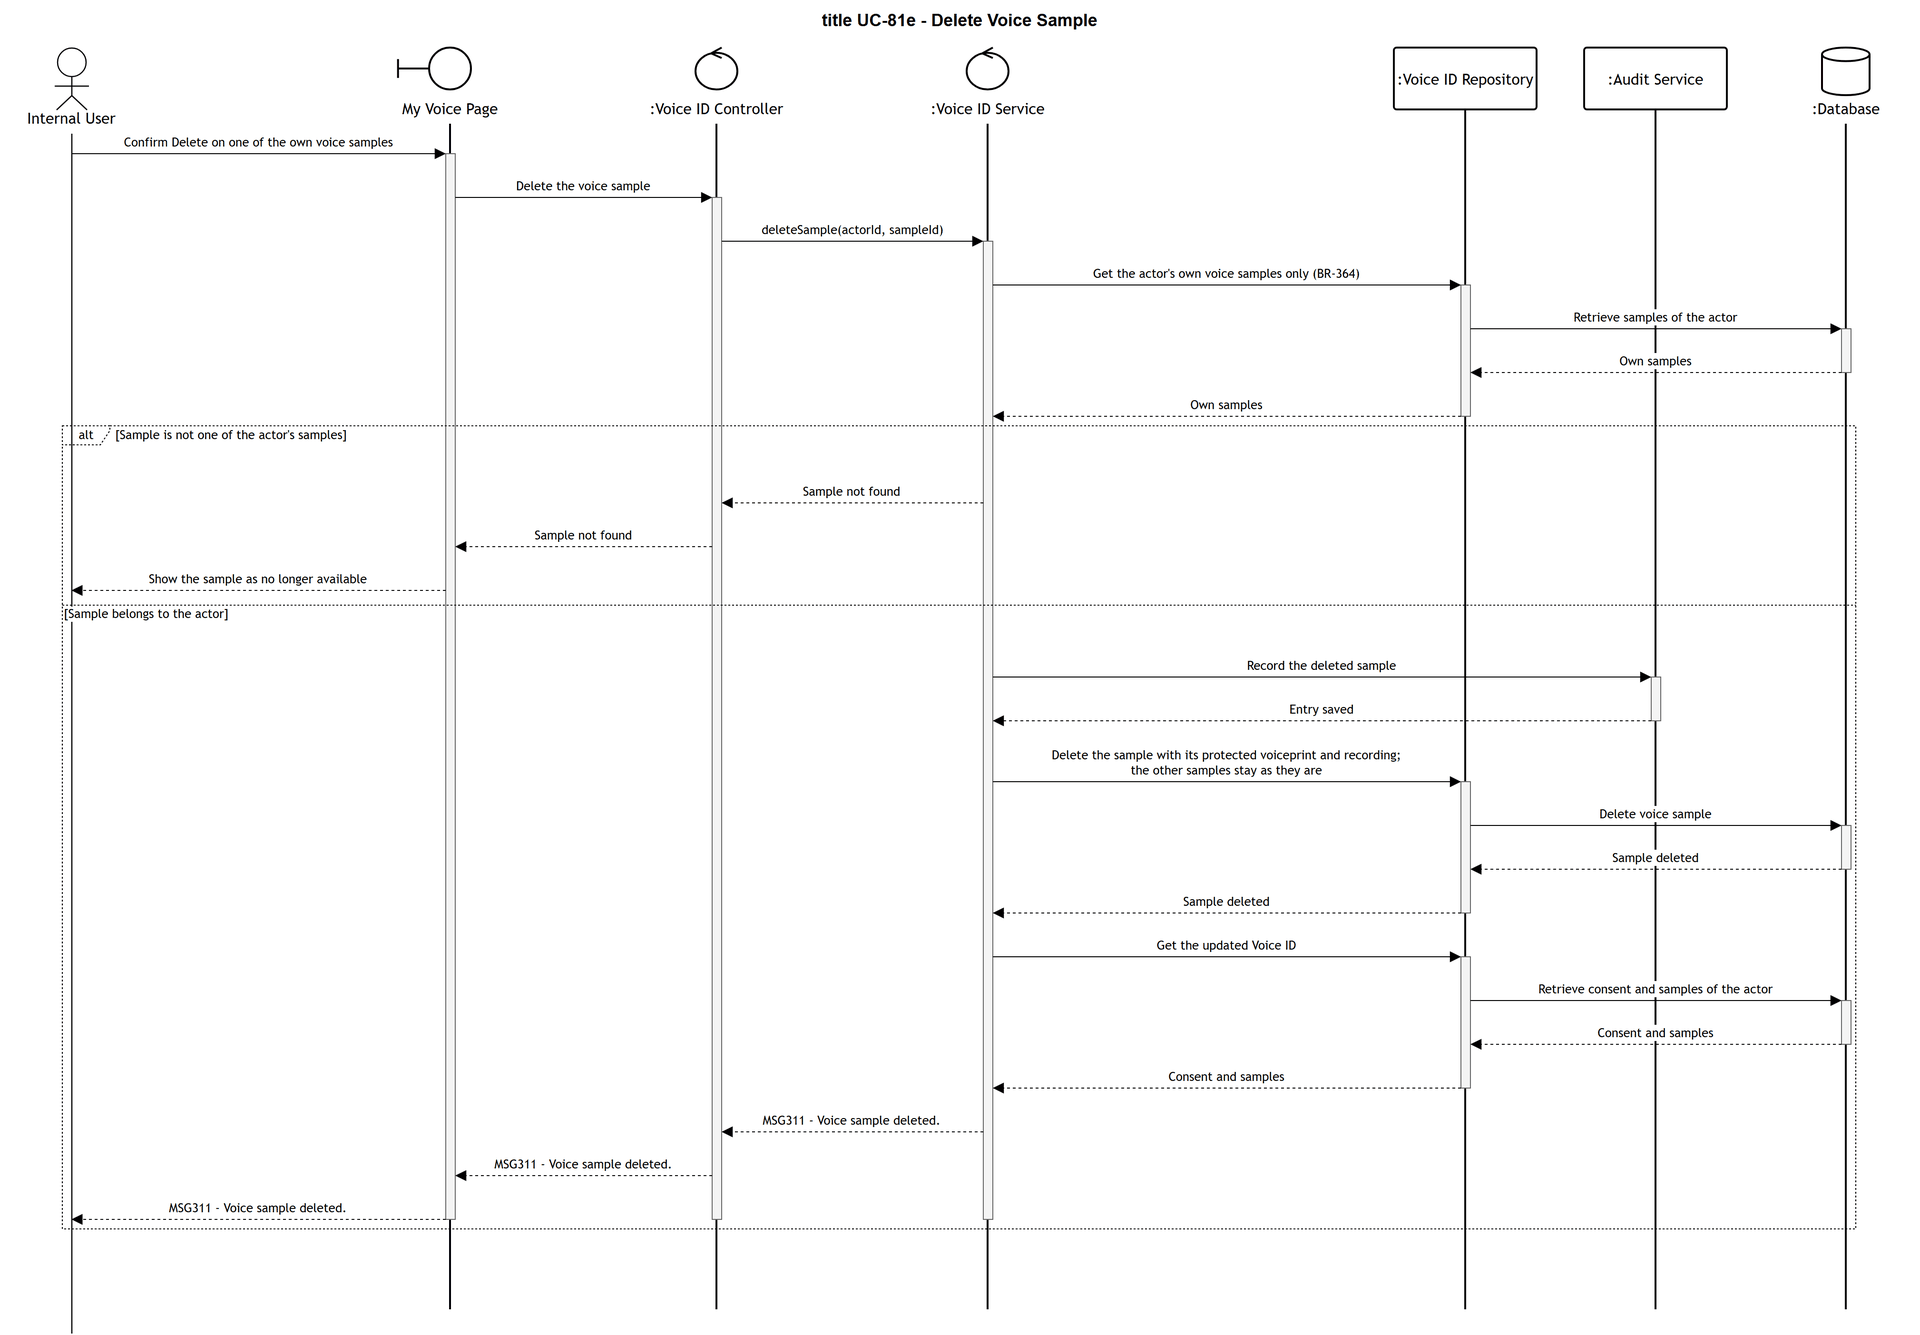 title UC-81e - Delete Voice Sample
Internal User
My Voice Page
:Voice ID Controller
:Voice ID Service
:Voice ID Repository
:Audit Service
:Database
Confirm Delete on one of the own voice samples
Delete the voice sample
deleteSample(actorId, sampleId)
Get the actor's own voice samples only (BR-364)
Retrieve samples of the actor
Own samples
Own samples
alt
[Sample is not one of the actor's samples]
Sample not found
Sample not found
Show the sample as no longer available
[Sample belongs to the actor]
Record the deleted sample
Entry saved
Delete the sample with its protected voiceprint and recording;
the other samples stay as they are
Delete voice sample
Sample deleted
Sample deleted
Get the updated Voice ID
Retrieve consent and samples of the actor
Consent and samples
Consent and samples
MSG311 - Voice sample deleted.
MSG311 - Voice sample deleted.
MSG311 - Voice sample deleted.